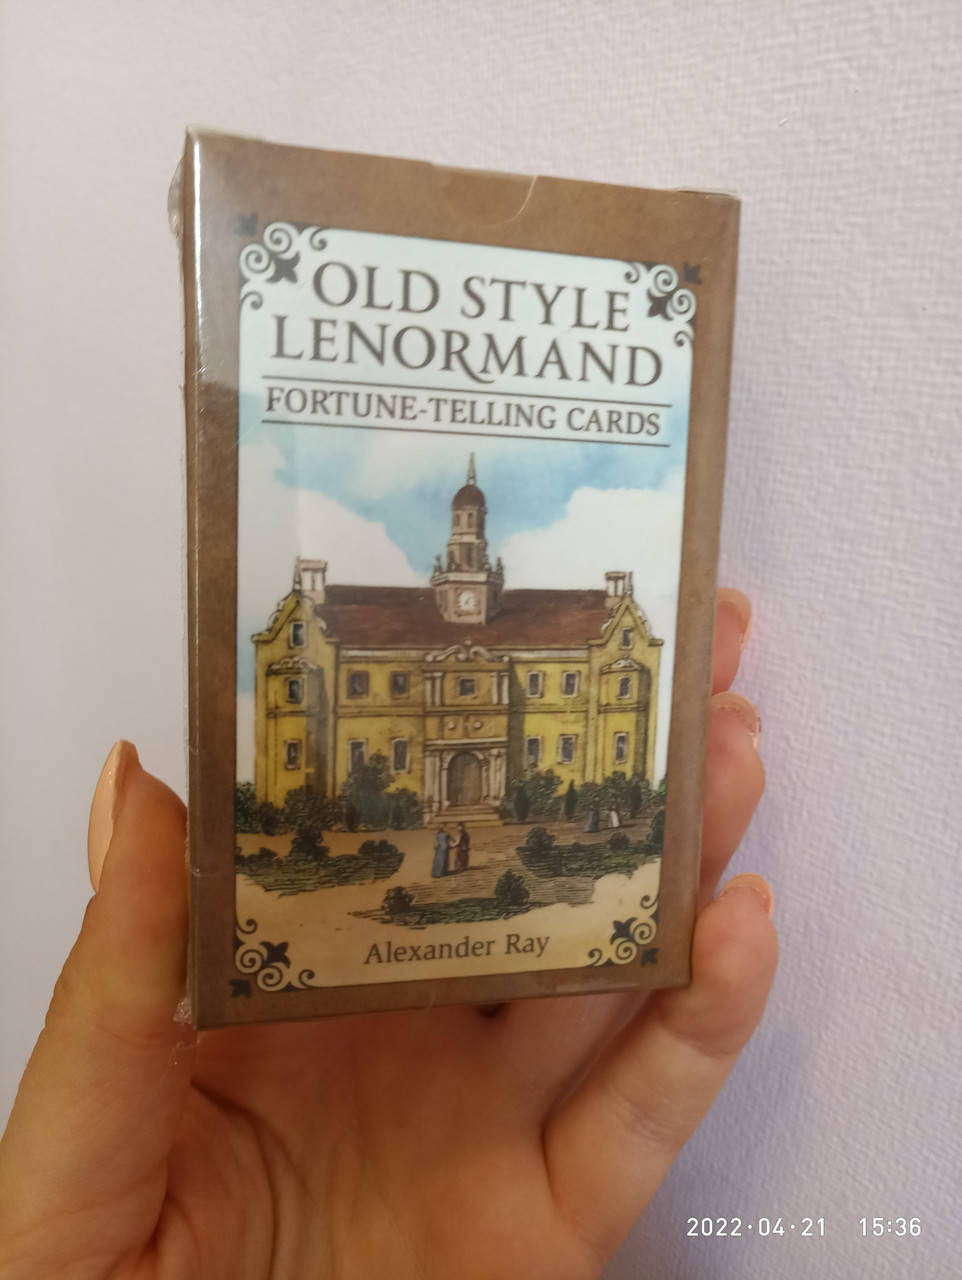 OLD STYLE
LENORMAND
FORTUNE-TELLING CARDS
Alexander Ray
2022·04·21 15:36